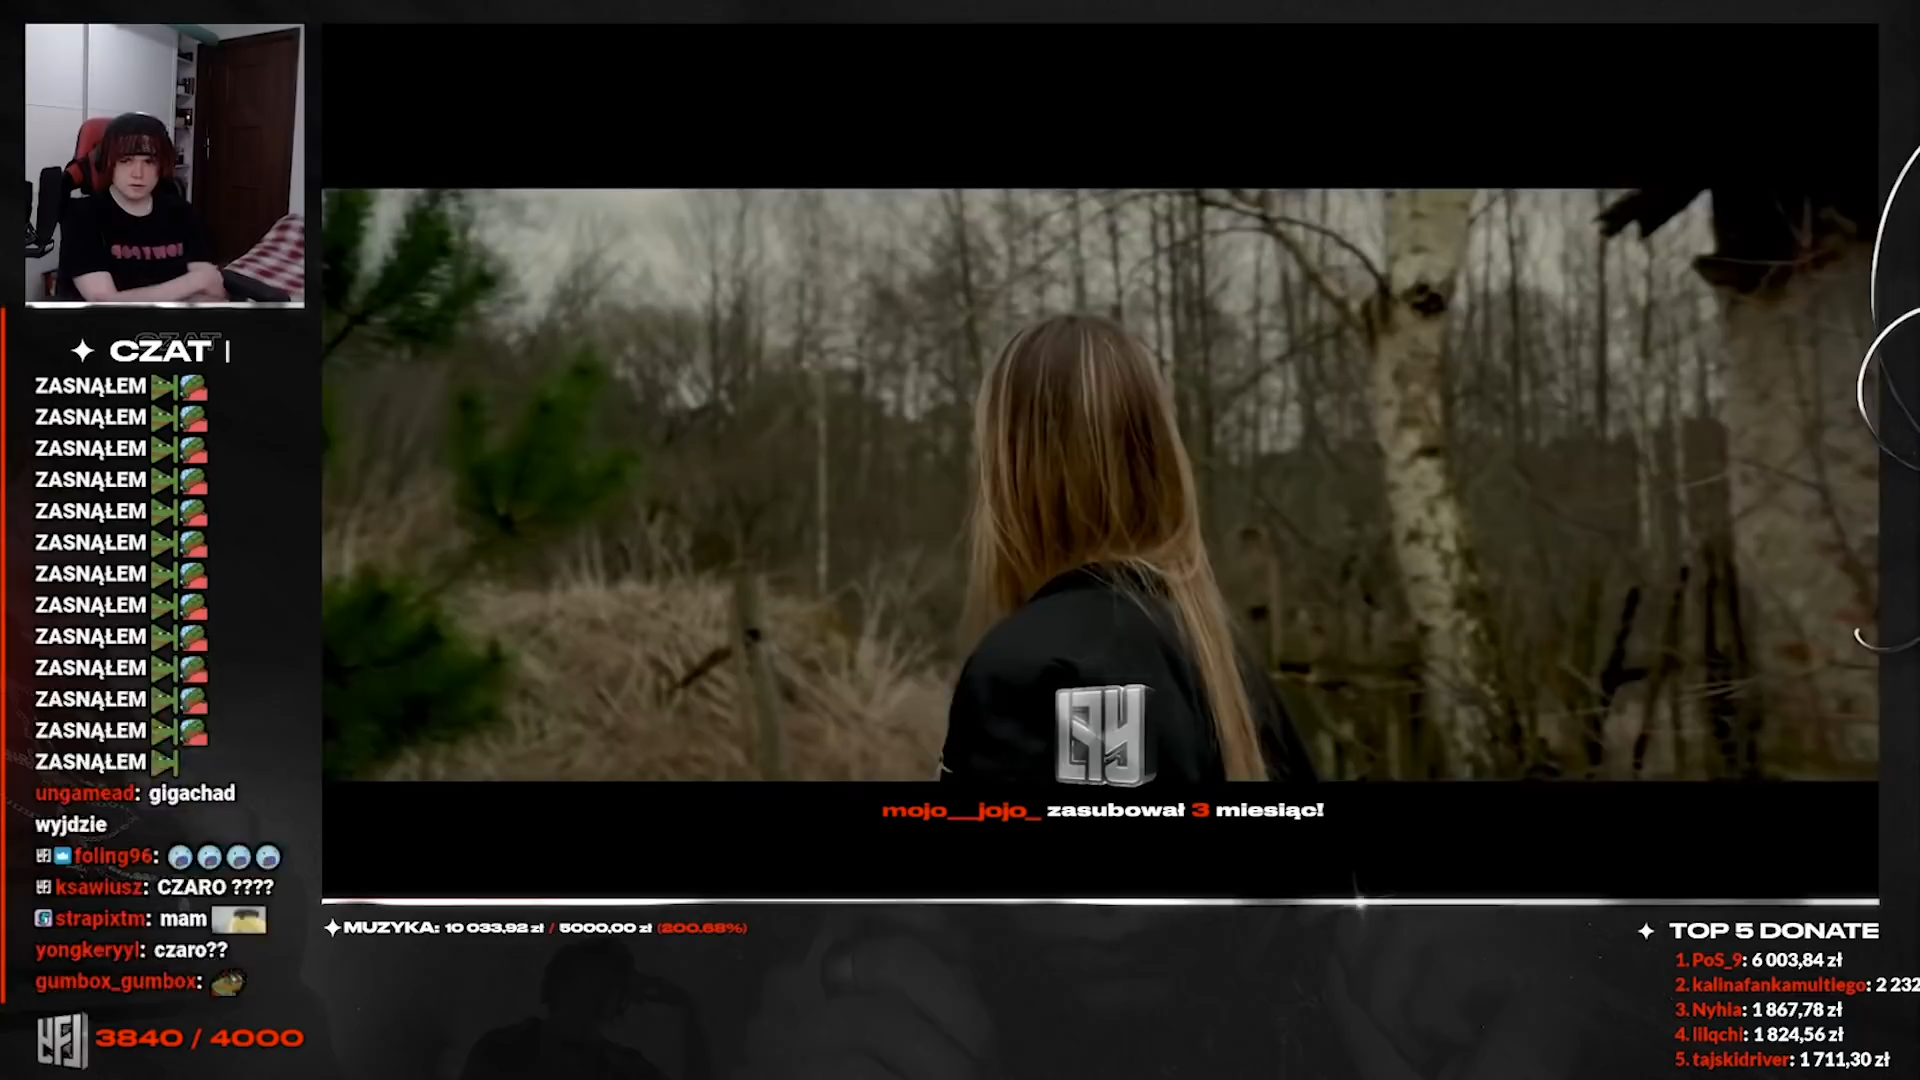 CZAT
ZASNĄŁEM
ZASNĄŁEM
ZASNĄŁEM
ZASNĄŁEM
ZASNĄŁEM
ZASNĄŁEM
ZASNĄŁEM
ZASNĄŁEM
ZASNĄŁEM
ZASNĄŁEM
ZASNĄŁEM
ZASNĄŁEM
ZASNĄŁEM
ungamead: gigachad
wyjdzie
foling96:
ksawiusz: CZARO ????
strapixtm: mam
yongkeryyl: czaro??
gumbox_gumbox:
3840 / 4000
mojo__jojo_ zasubował 3 miesiąc!
MUZYKA: 10 033,92 zł / 5000,00 zł (200.68%)
TOP 5 DONATE
1. PoS_9: 6 003,84 zł
2. kalinafankamultiego: 2 232
3. Nyhla: 1 867,78 zł
4. lilqchi: 1 824,56 zł
5. tajskidriver: 1 711,30 zł